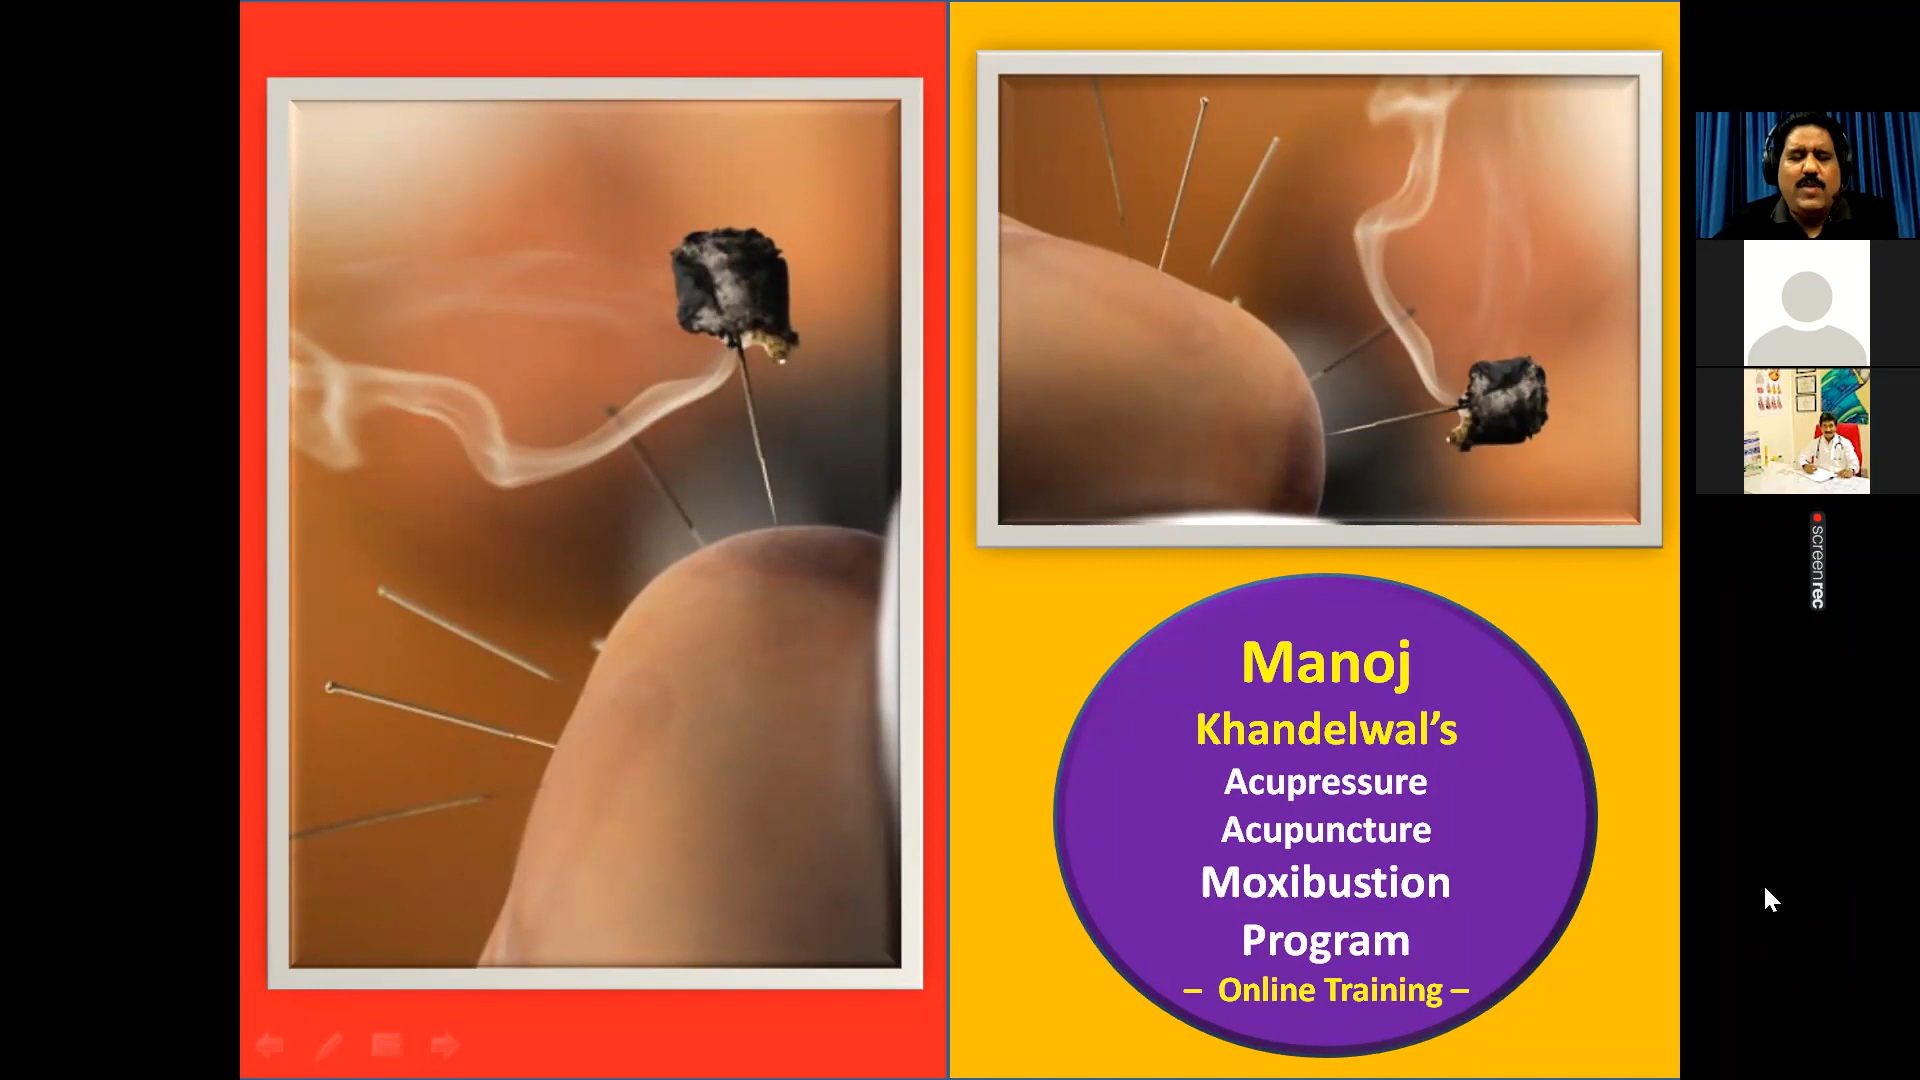 Manoj
Khandelwal’s
Acupressure
Acupuncture
Moxibustion
Program
– Online Training –
screenrec